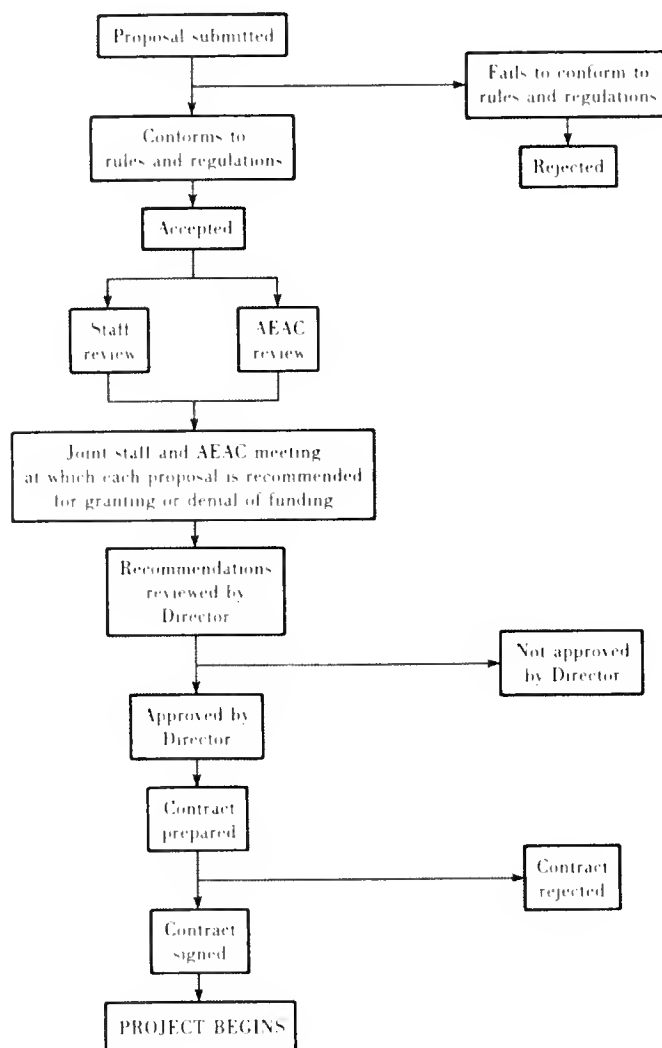 Proposal submitted
Fails to conform to
rules and regulations
Conforms to
rules and regulations
Rejected
Accepted
Staff
review
AEAC
review
Joint staff and AEAC meeting
at which each proposal is recommended
for granting or denial of funding
Recommendations
reviewed by
Director
Not approved
by Director
Approved by
Director
Contract
prepared
Contract
rejected
Contract
signed
PROJECT BEGINS